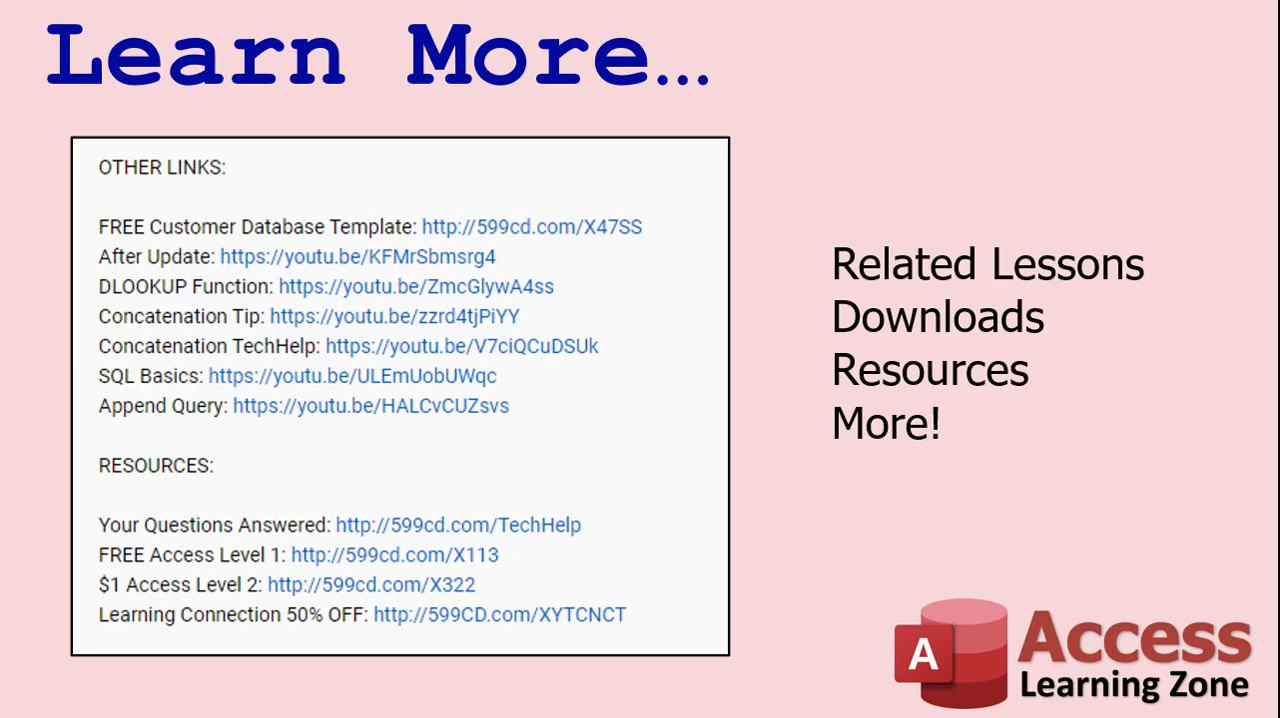 Learn More...
OTHER LINKS:
FREE Customer Database Template: http://599cd.com/X47SS
After Update: https://youtu.be/KFMrSbmsrg4
DLOOKUP Function: https://youtu.be/ZmcGlywA4ss
Concatenation Tip: https://youtu.be/zzrd4tjPiYY
Concatenation TechHelp: https://youtu.be/V7ciQCuDSUk
SQL Basics: https://youtu.be/ULEmUobUWqc
Append Query: https://youtu.be/HALCvCUZsvs
RESOURCES:
Your Questions Answered: http://599cd.com/TechHelp
FREE Access Level 1: http://599cd.com/X113
$1 Access Level 2: http://599cd.com/X322
Learning Connection 50% OFF: http://599CD.com/XYTCNCT
Related Lessons
Downloads
Resources
More!
A
Access
Learning Zone